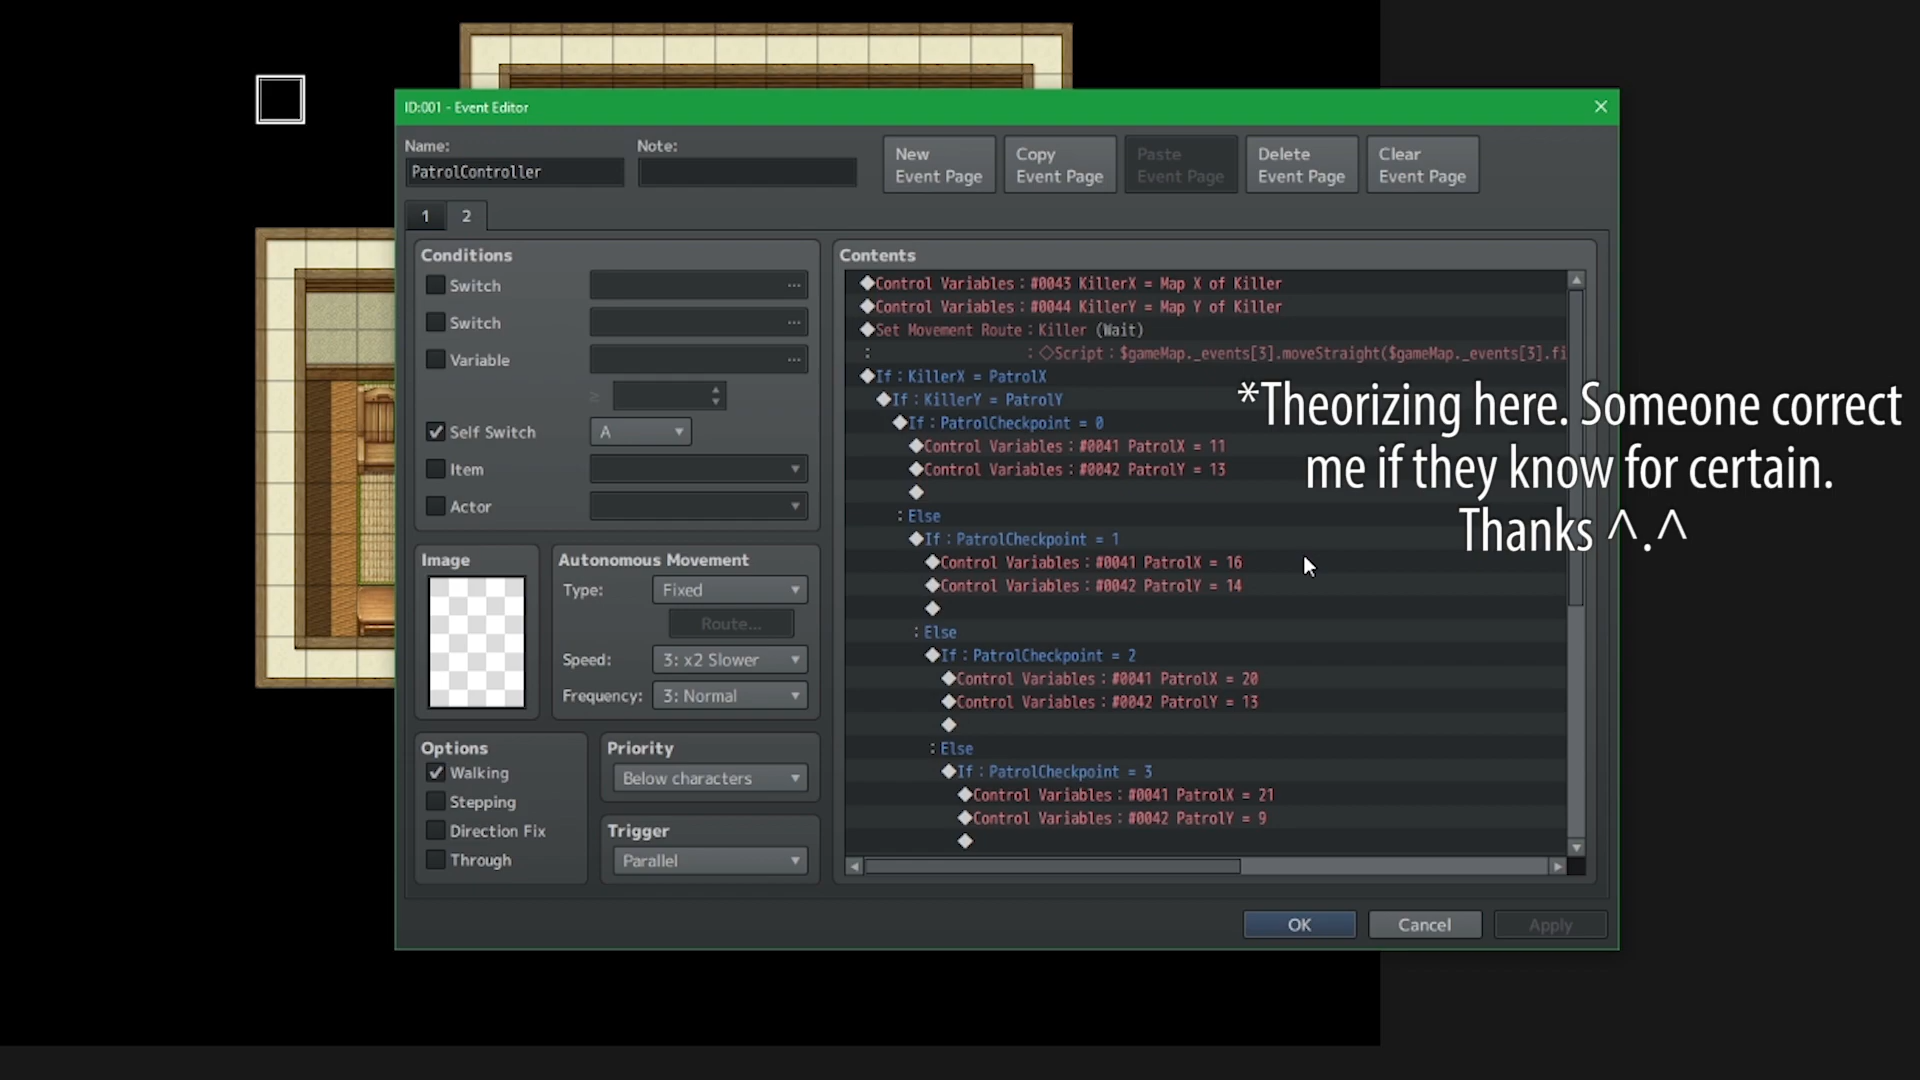 ID:001 - Event Editor
Name:
Note:
PatrolController
New
Event Page
Copy
Event Page
Paste
Event Page
Delete
Event Page
Clear
Event Page
1
2
Conditions
Switch
...
Switch
...
Variable
...
≥
Self Switch
A
Item
Actor
Image
Autonomous Movement
Type:
Fixed
Route...
Speed:
3: x2 Slower
Frequency:
3: Normal
Options
Walking
Stepping
Direction Fix
Through
Priority
Below characters
Trigger
Parallel
Contents
◆Control Variables：#0043 KillerX = Map X of Killer
◆Control Variables：#0044 KillerY = Map Y of Killer
◆Set Movement Route：Killer (Wait)
： ：◇Script：$gameMap._events[3].moveStraight($gameMap._events[3].fi
◆If：KillerX = PatrolX
◆If：KillerY = PatrolY
◆If：PatrolCheckpoint = 0
◆Control Variables：#0041 PatrolX = 11
◆Control Variables：#0042 PatrolY = 13
◆
：Else
◆If：PatrolCheckpoint = 1
◆Control Variables：#0041 PatrolX = 16
◆Control Variables：#0042 PatrolY = 14
◆
：Else
◆If：PatrolCheckpoint = 2
◆Control Variables：#0041 PatrolX = 20
◆Control Variables：#0042 PatrolY = 13
◆
：Else
◆If：PatrolCheckpoint = 3
◆Control Variables：#0041 PatrolX = 21
◆Control Variables：#0042 PatrolY = 9
◆
*Theorizing here. Someone correct
me if they know for certain.
Thanks ^.^
OK
Cancel
Apply